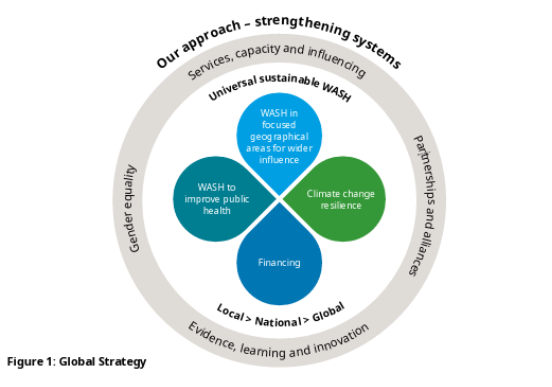 Our approach – strengthening systems
Services, capacity and influencing
Universal sustainable WASH
WASH in
focused
geographical
areas for wider
influence
WASH to
improve public
health
Climate change
resilience
Financing
Gender equality
Partnerships and alliances
Local > National > Global
Evidence, learning and innovation
Figure 1: Global Strategy